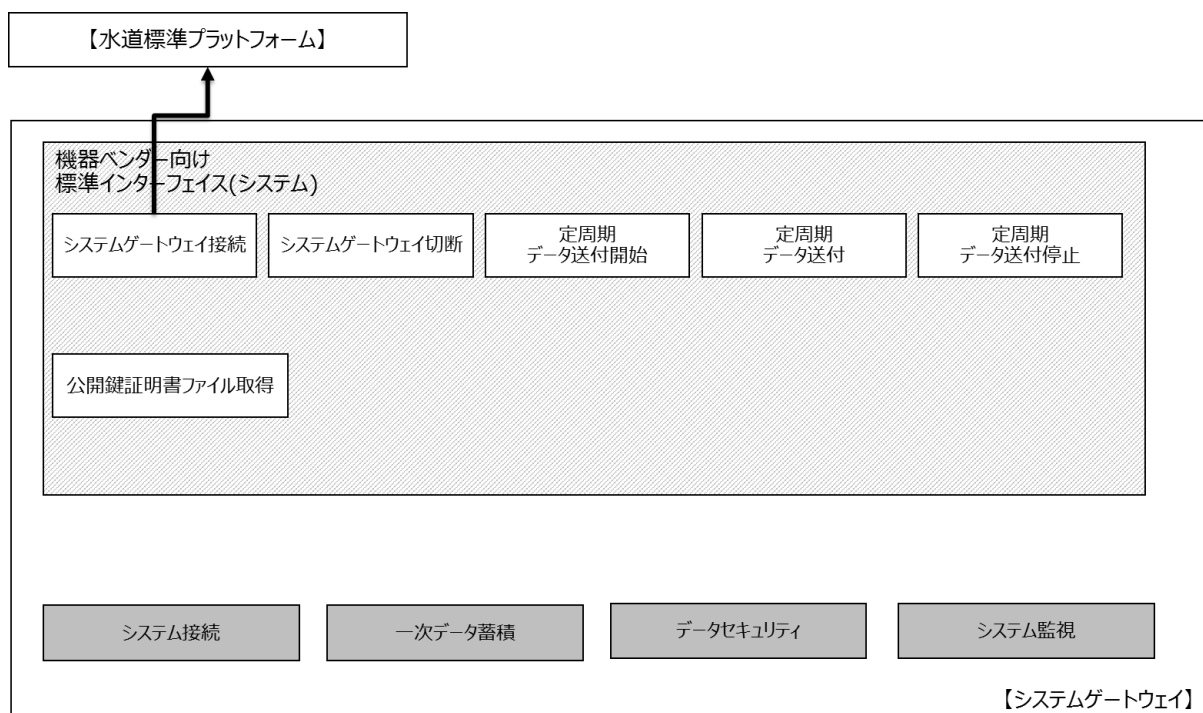 【水道標準プラットフォーム】
機器ベンダー向け
標準インターフェイス(システム)
システムゲートウェイ接続
システムゲートウェイ切断
定周期
データ送付開始
定周期
データ送付
定周期
データ送付停止
公開鍵証明書ファイル取得
システム接続
一次データ蓄積
データセキュリティ
システム監視
【システムゲートウェイ】